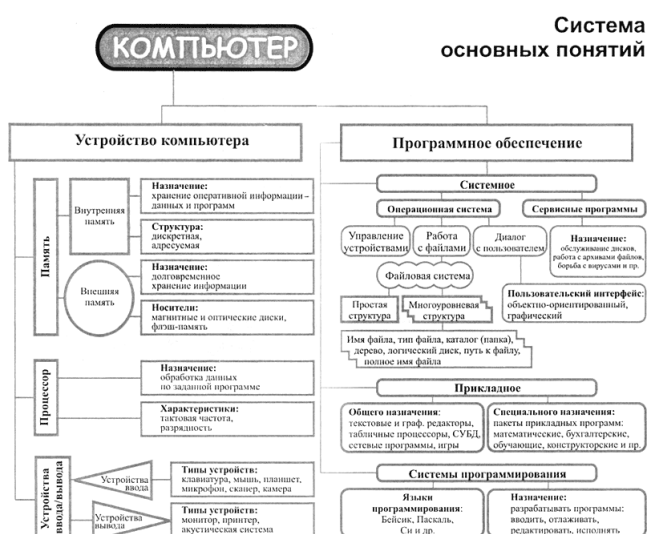 Система
основных понятий
КОМПЬЮТЕР
Устройство компьютера
Память
Внутренняя
память
Назначение:
хранение оперативной информации–
данных и программ
Структура:
дискретная,
адресуемая
Внешняя
память
Назначение:
долговременное
хранение информации
Носители:
магнитные и оптические диски,
флэш-память
Процессор
Назначение:
обработка данных
по заданной программе
Характеристики:
тактовая частота,
разрядность
Устройства
ввода/вывода
Устройства
ввода
Типы устройств:
клавиатура, мышь, планшет,
микрофон, сканер, камера
Устройства
вывода
Типы устройств:
монитор, принтер,
акустическая система
Программное обеспечение
Системное
Операционная система
Сервисные программы
Управление
устройствами
Работа
с файлами
Диалог
с пользователем
Назначение:
обслуживание дисков,
работа с архивами файлов,
борьба с вирусами и пр.
Файловая система
Простая
структура
Многоуровневая
структура
Пользовательский интерфейс:
объектно-ориентированный,
графический
Имя файла, тип файла, каталог (папка),
дерево, логический диск, путь к файлу,
полное имя файла
Прикладное
Общего назначения:
текстовые и граф. редакторы,
табличные процессоры, СУБД,
сетевые программы, игры
Специального назначения:
пакеты прикладных программ:
математические, бухгалтерские,
обучающие, конструкторские и пр.
Системы программирования
Языки
программирования:
Бейсик, Паскаль,
Си и др.
Назначение:
разрабатывать программы:
вводить, отлаживать,
редактировать, исполнять